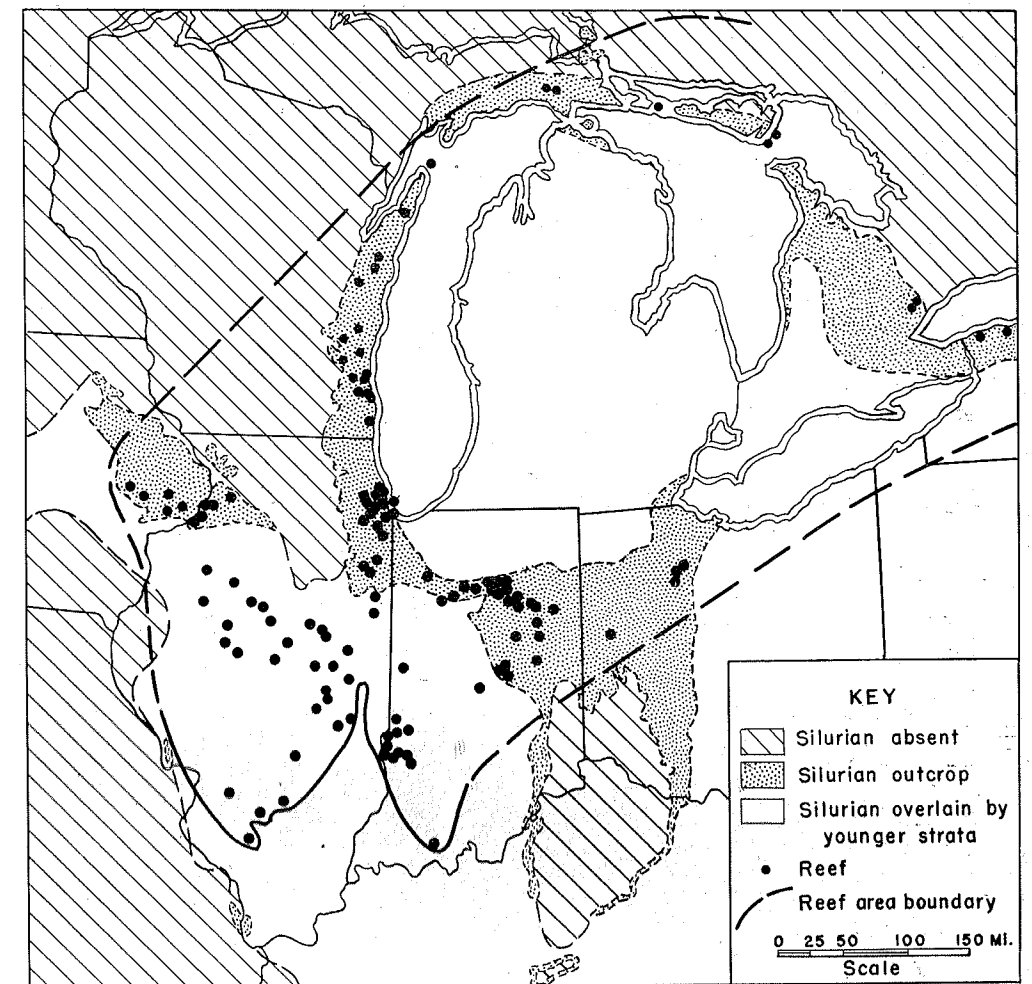 KEY
Silurian absent
Silurian outcrop
Silurian overlain by
younger strata
Reef
Reef area boundary
0 25 50 100 150 MI.
Scale